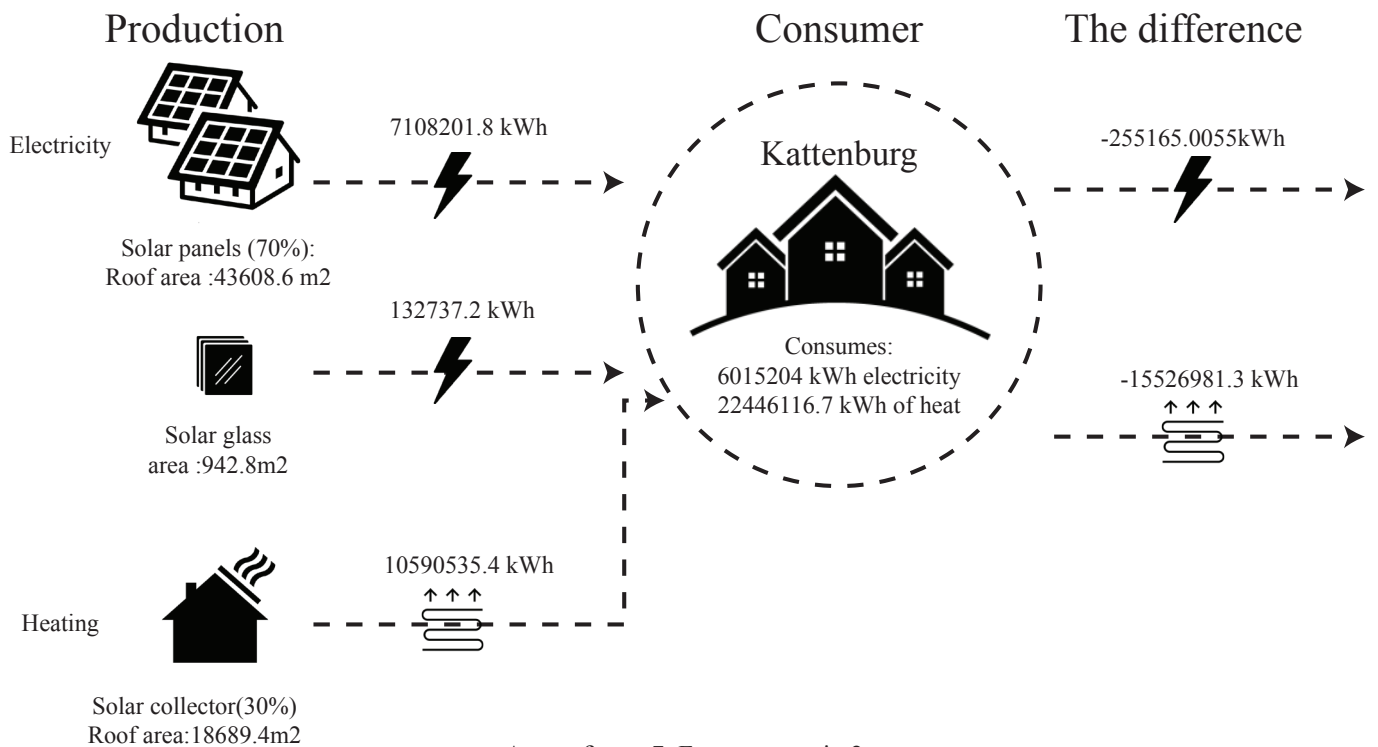 Production
Consumer
The difference
Electricity
7108201.8 kWh
Solar panels (70%):
Roof area :43608.6 m2
132737.2 kWh
Solar glass
area :942.8m2
Heating
10590535.4 kWh
Solar collector(30%)
Roof area:18689.4m2
Kattenburg
Consumes:
6015204 kWh electricity
22446116.7 kWh of heat
-255165.0055kWh
-15526981.3 kWh